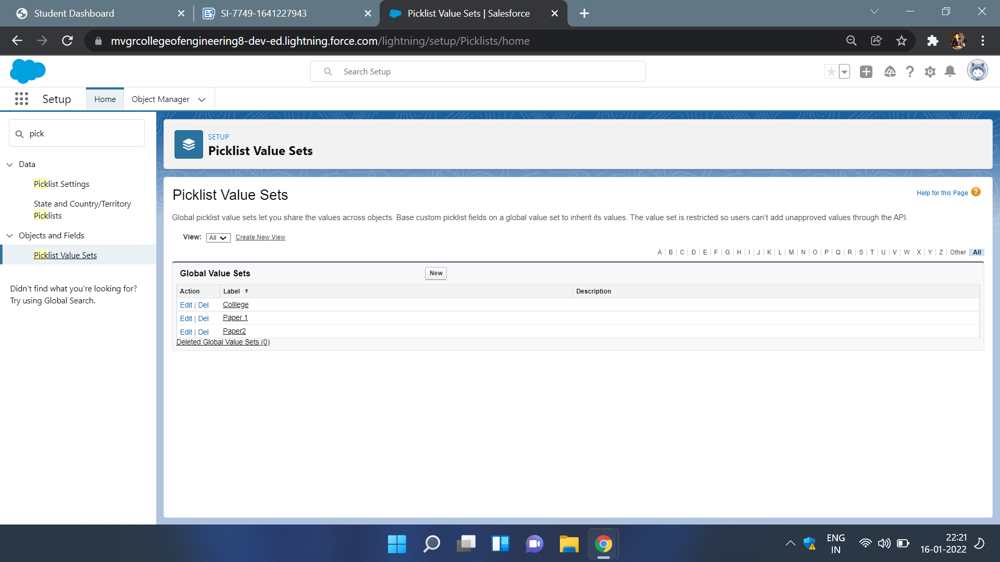 Student Dashboard
SI-7749-1641227943
Picklist Value Sets | Salesforce
mvgrcollegeofengineering8-dev-ed.lightning.force.com/lightning/setup/Picklists/home
Search Setup
Setup
Home
Object Manager
pick
Data
Picklist Settings
State and Country/Territory
Picklists
Objects and Fields
Picklist Value Sets
Didn't find what you're looking for?
Try using Global Search.
SETUP
Picklist Value Sets
Picklist Value Sets
Help for this Page ?
Global picklist value sets let you share the values across objects. Base custom picklist fields on a global value set to inherit its values. The value set is restricted so users can't add unapproved values through the API.
View: All Create New View
A | B | C | D | E | F | G | H | I | J | K | L | M | N | O | P | Q | R | S | T | U | V | W | X | Y | Z | Other All
Global Value Sets New
Action Label Description
Edit | Del Colllege
Edit | Del Paper 1
Edit | Del Paper2
Deleted Global Value Sets (0)
ENG
IN
22:21
16-01-2022